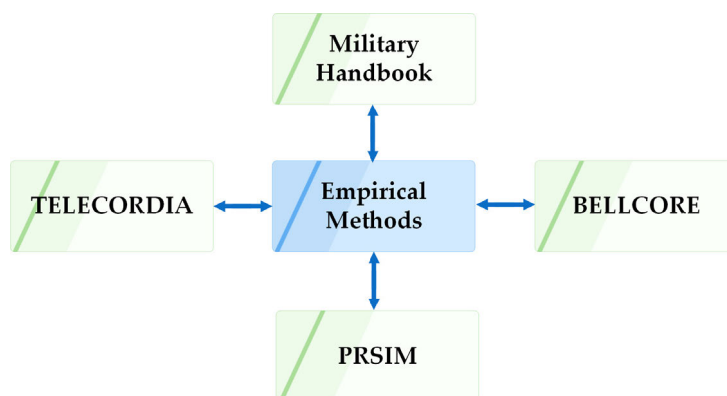 Military
Handbook
TELECORDIA
Empirical
Methods
BELLCORE
PRSIM